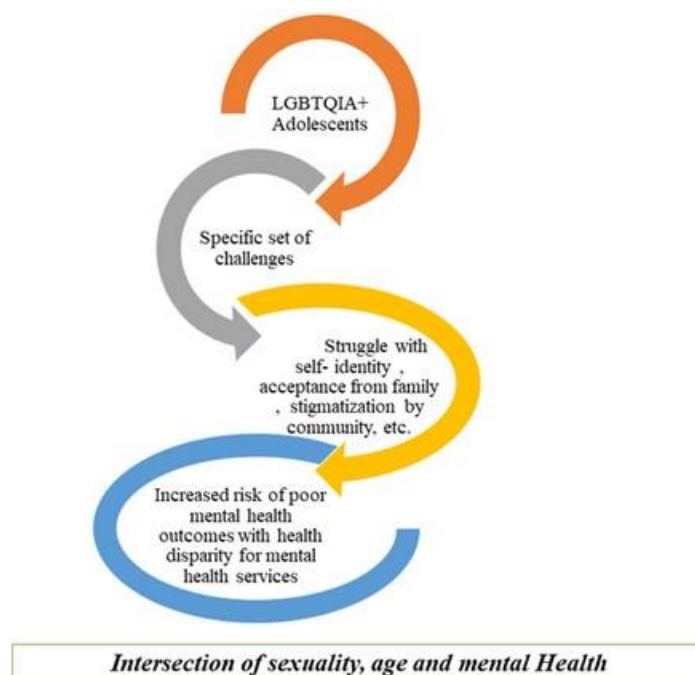 LGBTQIA+
Adolescents
Specific set of
challenges
Struggle with
self- identity ,
acceptance from family
, stigmatization by
community, etc.
Increased risk of poor
mental health
outcomes with health
disparity for mental
health services
Intersection of sexuality, age and mental Health